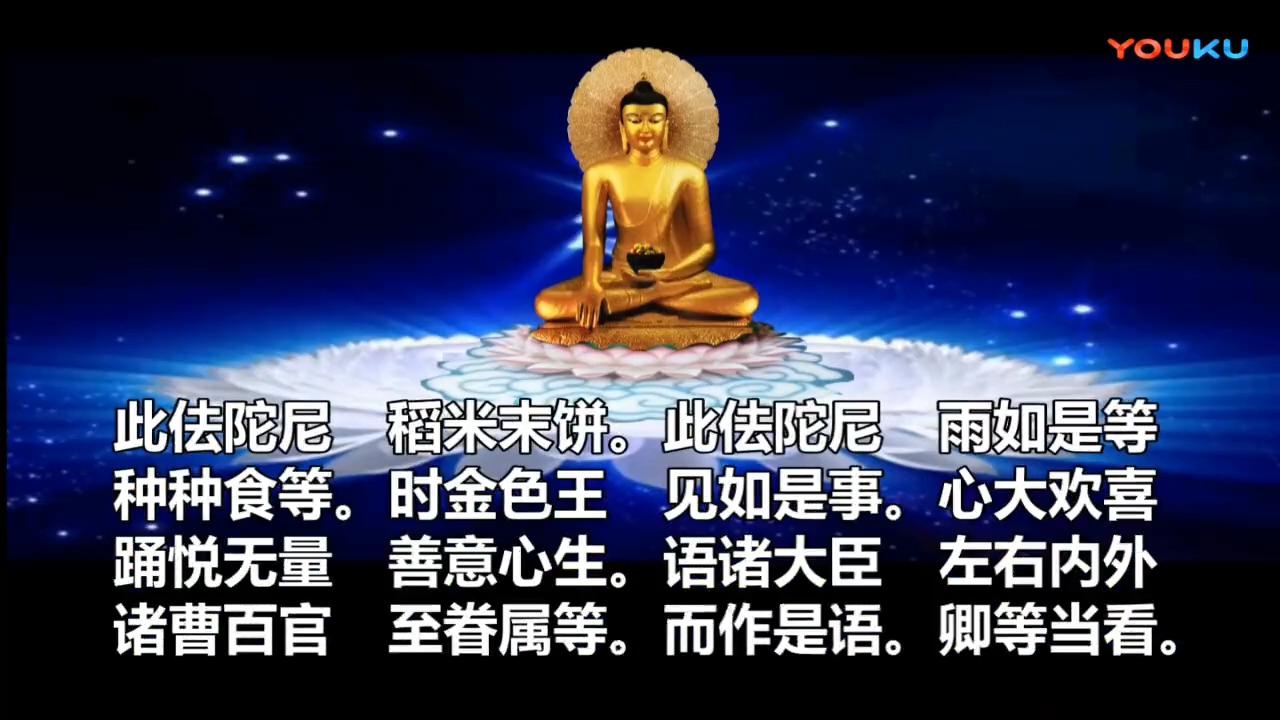 YOUKU
此佉陀尼 稻米末饼。此佉陀尼 雨如是等
种种食等。时金色王 见如是事。心大欢喜
踊悦无量 善意心生。语诸大臣 左右内外
诸曹百官 至眷属等。而作是语。卿等当看。